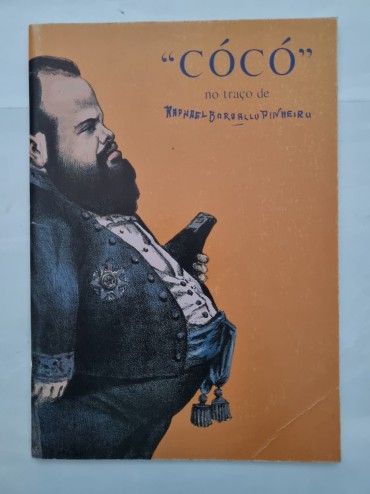 “CÓCÓ”
no traço de
RAPHAEL BORDALLO PINHEIRO